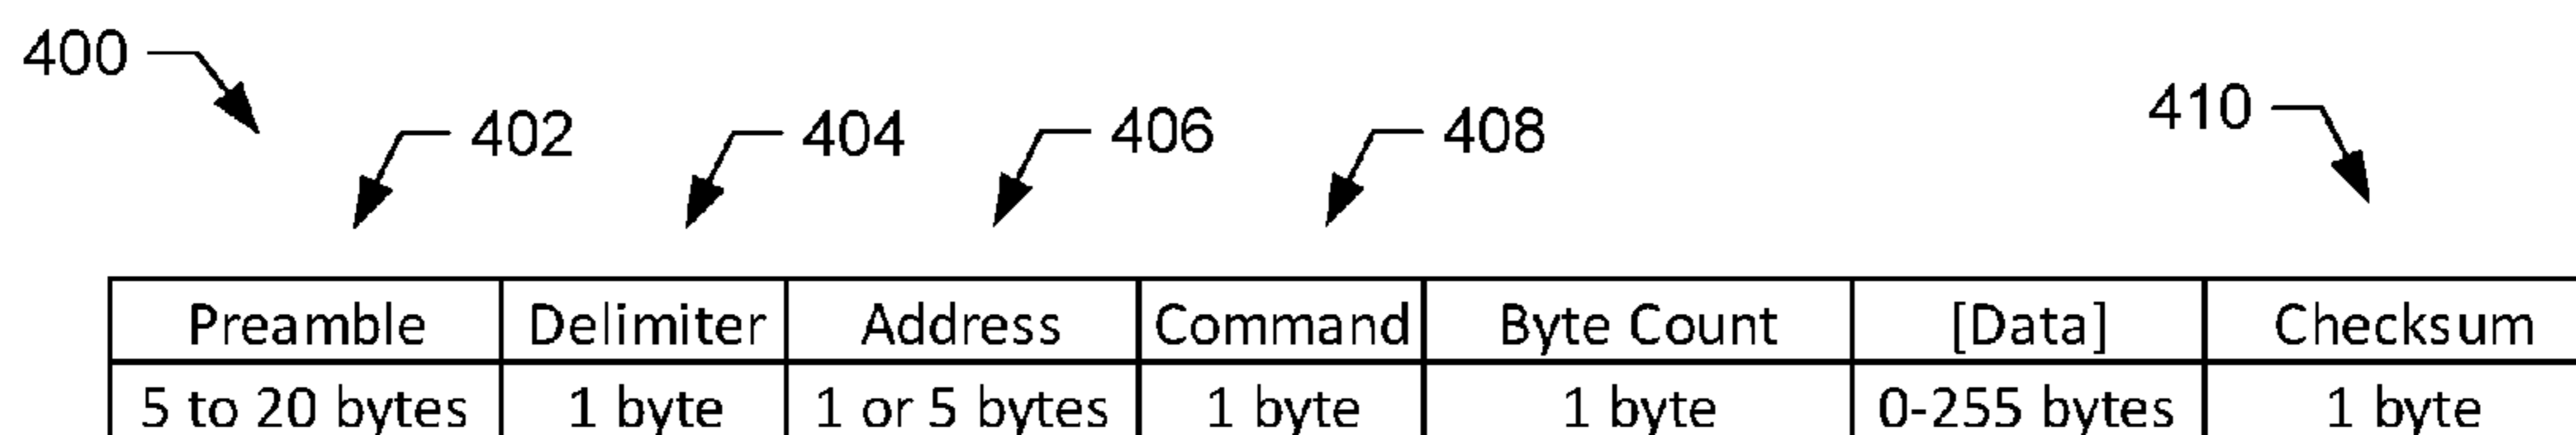 400
402 404 406 408 410
Preamble Delimiter Address Command Byte Count [Data] Checksum
5 to 20 bytes 1 byte 1 or 5 bytes 1 byte 1 byte 0-255 bytes 1 byte